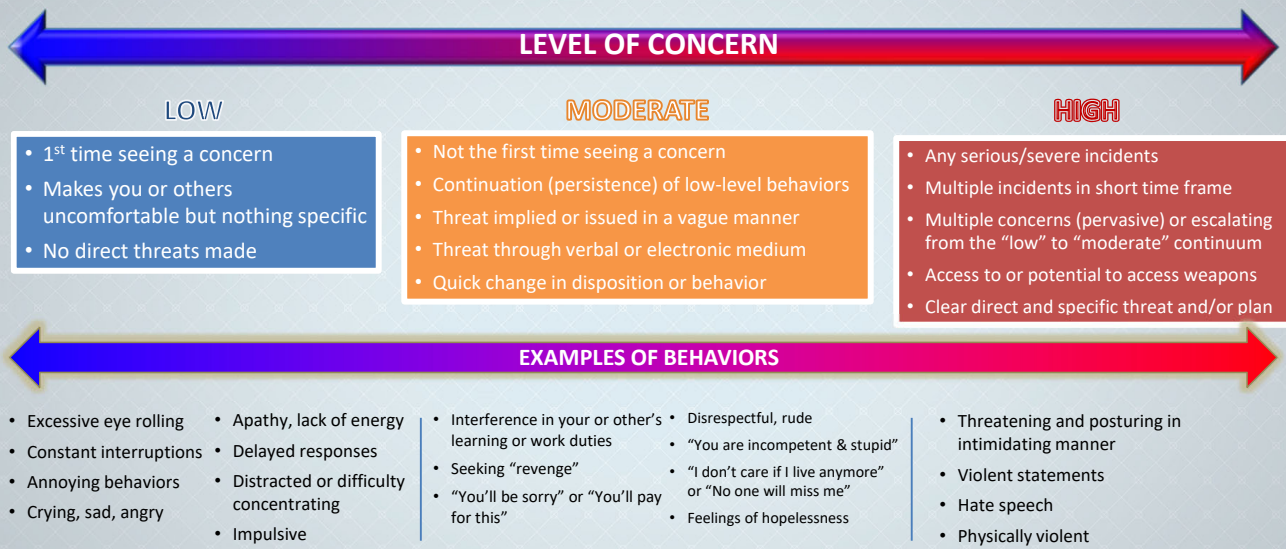 LEVEL OF CONCERN
LOW
• 1st time seeing a concern
• Makes you or others
uncomfortable but nothing specific
• No direct threats made
MODERATE
• Not the first time seeing a concern
• Continuation (persistence) of low-level behaviors
• Threat implied or issued in a vague manner
• Threat through verbal or electronic medium
• Quick change in disposition or behavior
HIGH
• Any serious/severe incidents
• Multiple incidents in short time frame
• Multiple concerns (pervasive) or escalating
from the “low” to “moderate” continuum
• Access to or potential to access weapons
• Clear direct and specific threat and/or plan
EXAMPLES OF BEHAVIORS
• Excessive eye rolling
• Constant interruptions
• Annoying behaviors
• Crying, sad, angry
• Apathy, lack of energy
• Delayed responses
• Distracted or difficulty
concentrating
• Impulsive
• Interference in your or other’s
learning or work duties
• Seeking “revenge”
• “You’ll be sorry” or “You’ll pay
for this”
• Disrespectful, rude
• “You are incompetent & stupid”
• “I don’t care if I live anymore”
or “No one will miss me”
• Feelings of hopelessness
• Threatening and posturing in
intimidating manner
• Violent statements
• Hate speech
• Physically violent